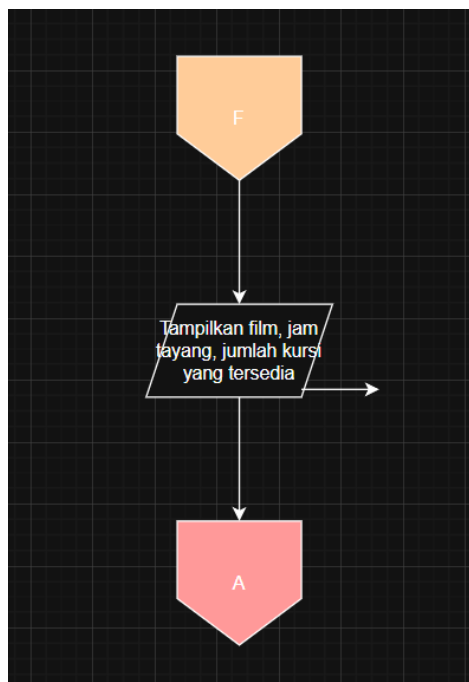 F
Tampilkan film, jam
tayang, jumlah kursi
yang tersedia
A